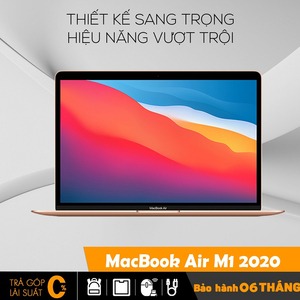 THIẾT KẾ SANG TRỌNG
HIỆU NĂNG VƯỢT TRỘI
MacBook Air
MacBook Air M1 2020
TRẢ GÓP
LÃI SUẤT
0%
Bảo hành 06 THÁNG